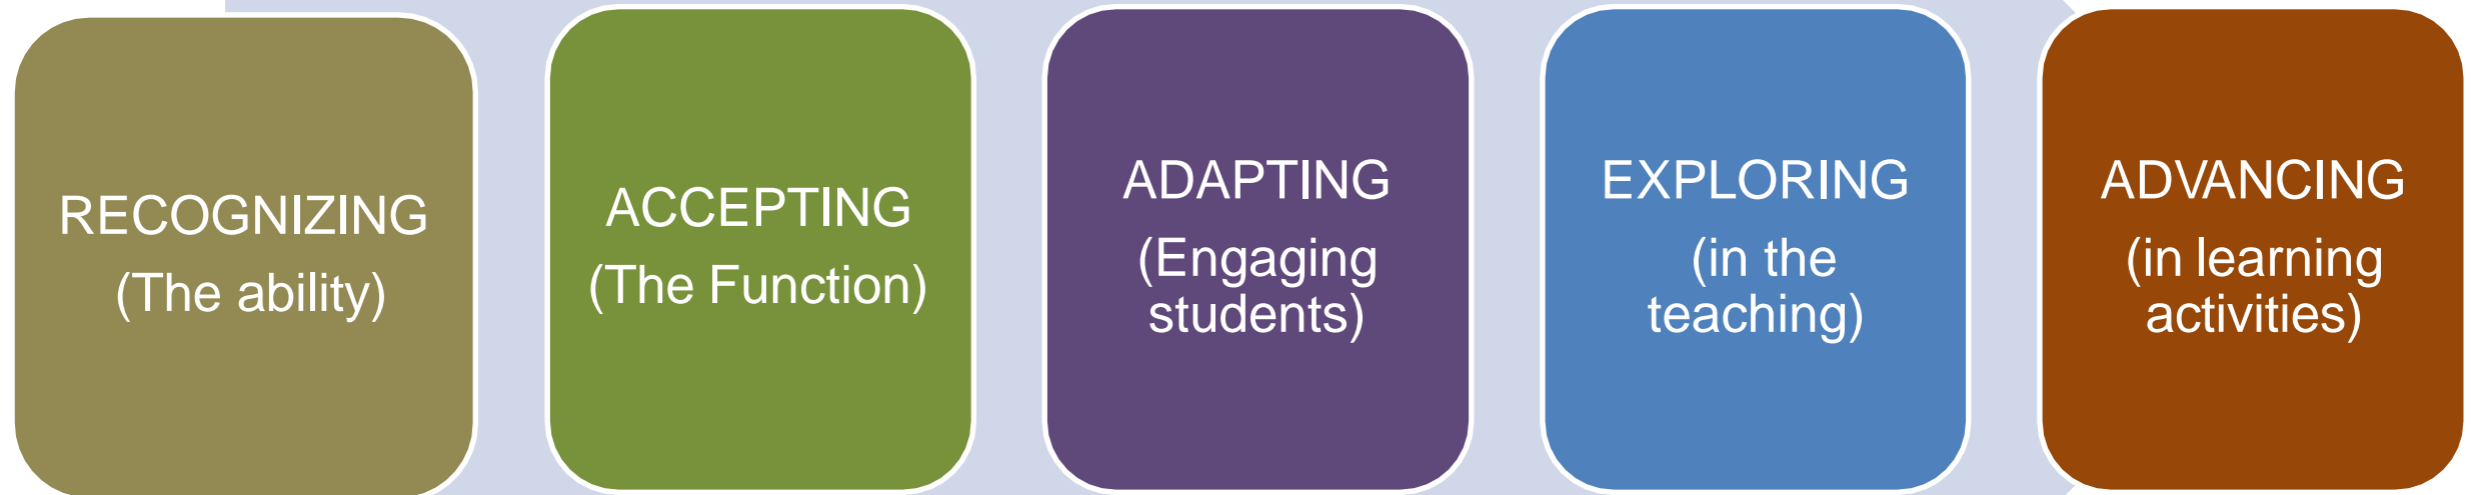 RECOGNIZING
(The ability)
ACCEPTING
(The Function)
ADAPTING
(Engaging
students)
EXPLORING
(in the
teaching)
ADVANCING
(in learning
activities)